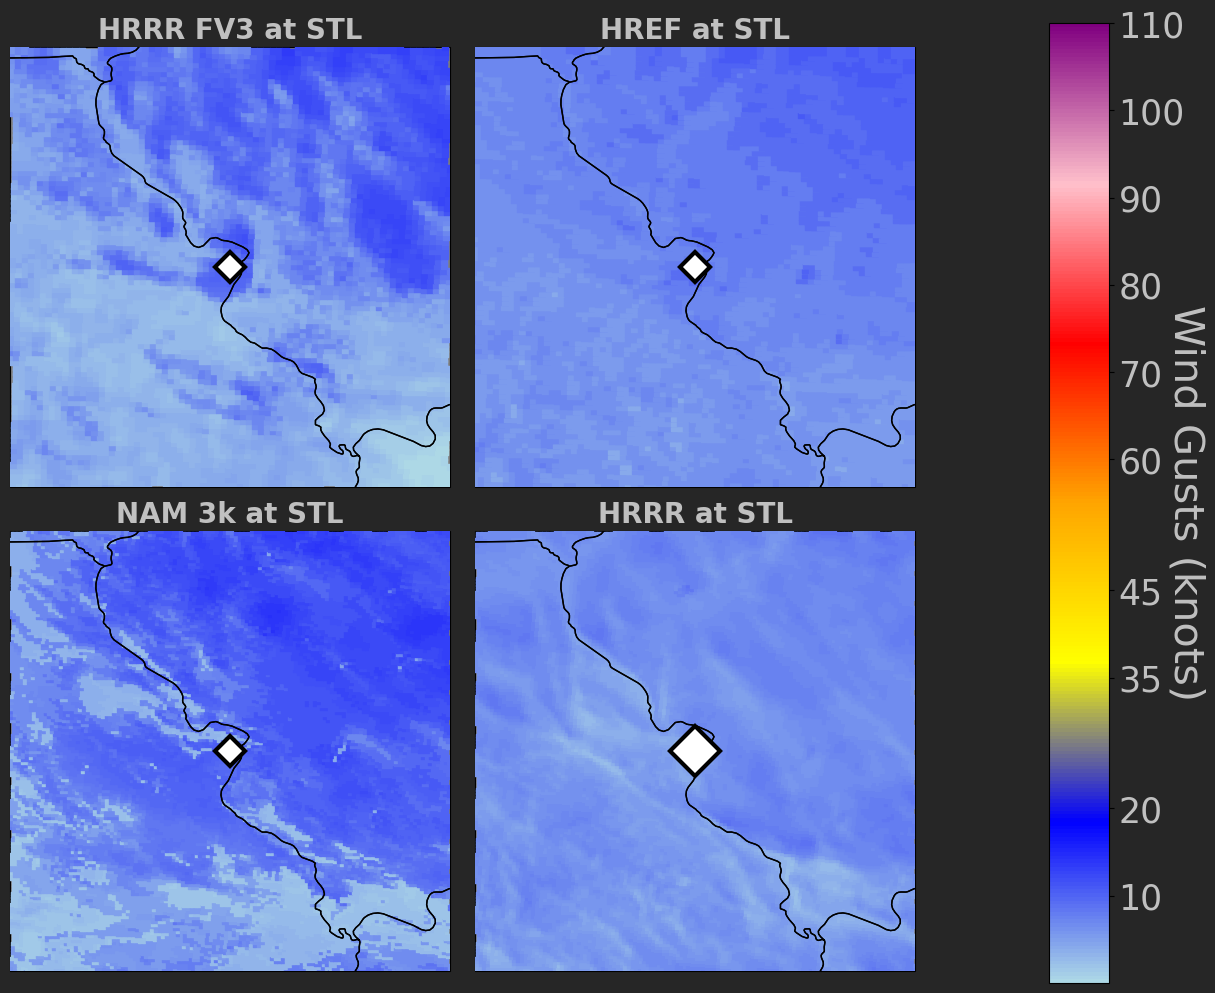 HRRR FV3 at STL
HREF at STL
NAM 3k at STL
HRRR at STL
110
100
90
80
70
60
45
35
20
10
Wind Gusts (knots)